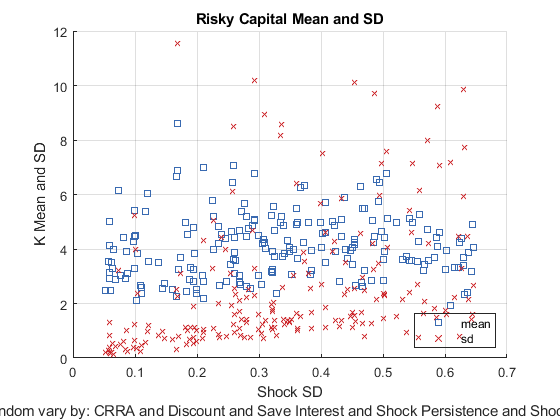 Risky Capital Mean and SD
12
10
8
6
4
2
0
K Mean and SD
mean
sd
0 0.1 0.2 0.3 0.4 0.5 0.6 0.7
Shock SD
ndom vary by: CRRA and Discount and Save Interest and Shock Persistence and Sho